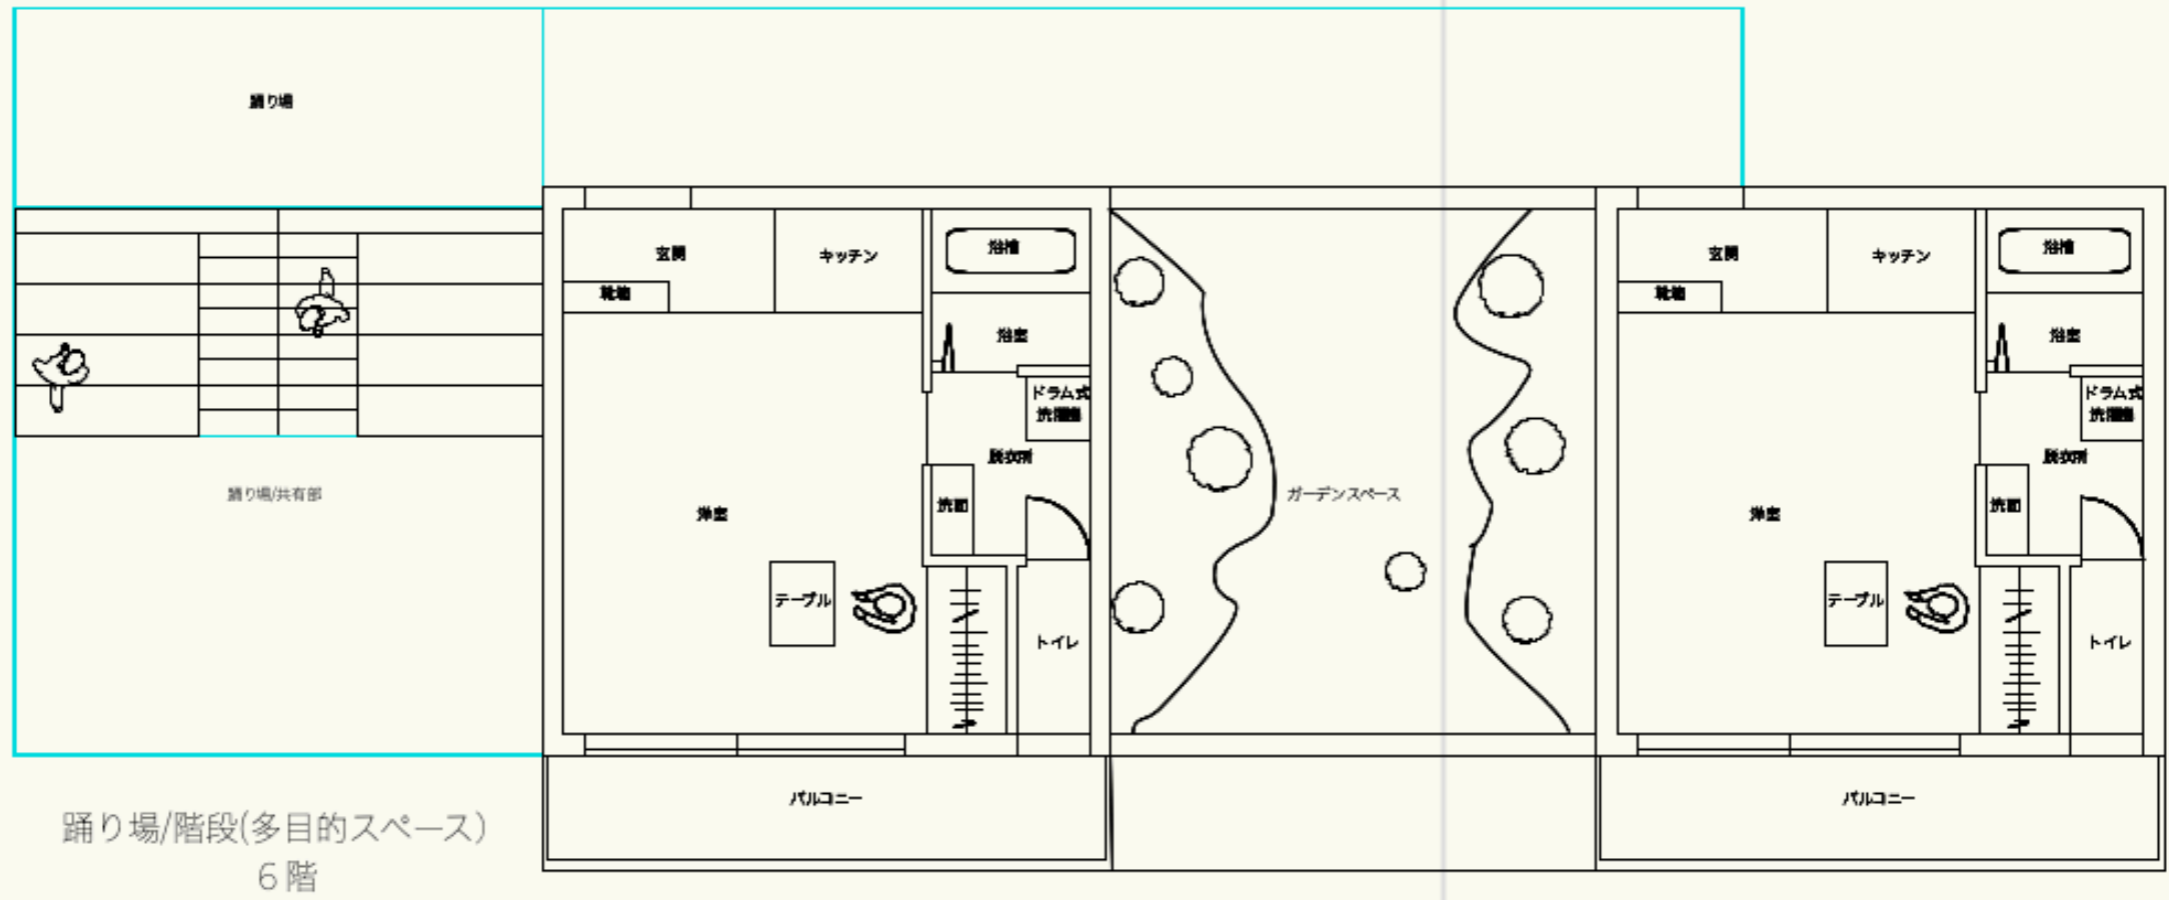 踊り場
玄関
キッチン
浴槽
靴箱
浴室
ドラム式
洗濯機
脱衣所
洗面
洋室
テーブル
トイレ
バルコニー
ガーデンスペース
玄関
キッチン
浴槽
靴箱
浴室
ドラム式
洗濯機
脱衣所
洗面
洋室
テーブル
トイレ
バルコニー
踊り場/共有部
踊り場/階段(多目的スペース)
6階